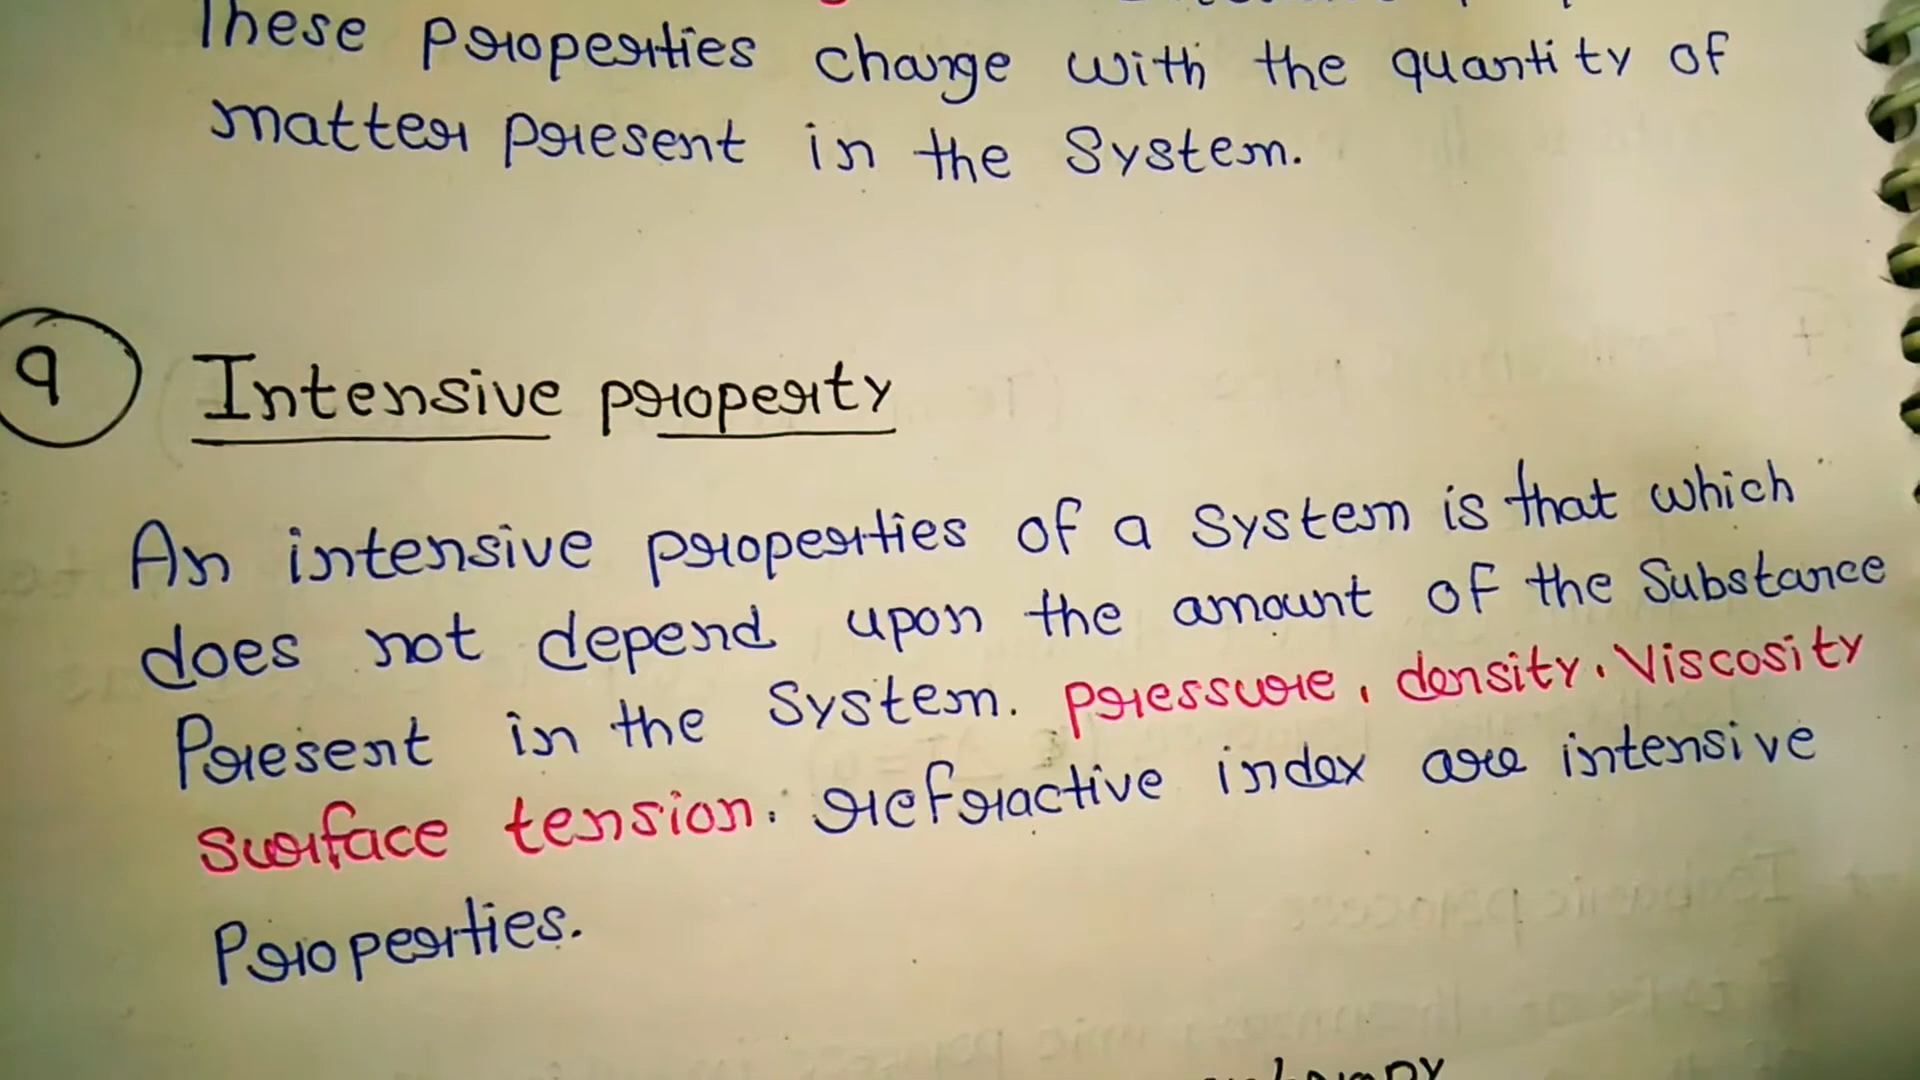 These properties change with the quantity of
matter present in the System.
9
Intensive property
An intensive properties of a System is that which
does not depend upon the amount of the Substance
Present in the System. Pressure, density, Viscosity
Surface tension, refractive index are intensive
Properties.